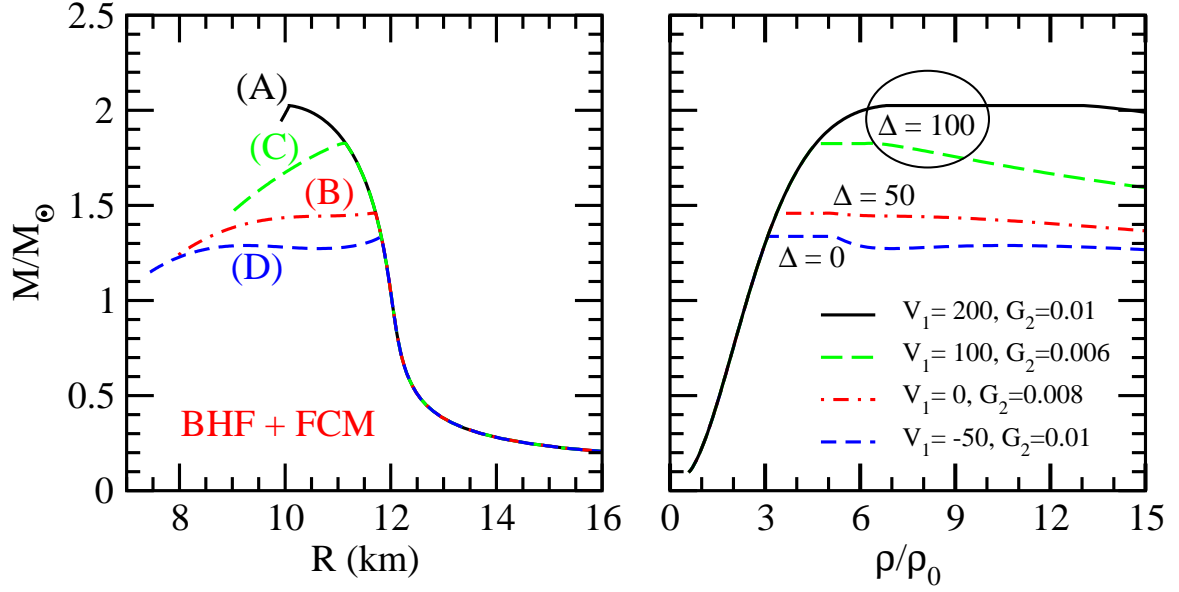 2.5
2
1.5
1
0.5
0
M/M⊙
(A)
(C)
(B)
(D)
BHF + FCM
8 10 12 14 16
R (km)
Δ = 100
Δ = 50
Δ = 0
V₁= 200, G₂=0.01
V₁= 100, G₂=0.006
V₁= 0, G₂=0.008
V₁= -50, G₂=0.01
0 3 6 9 12 15
ρ/ρ₀